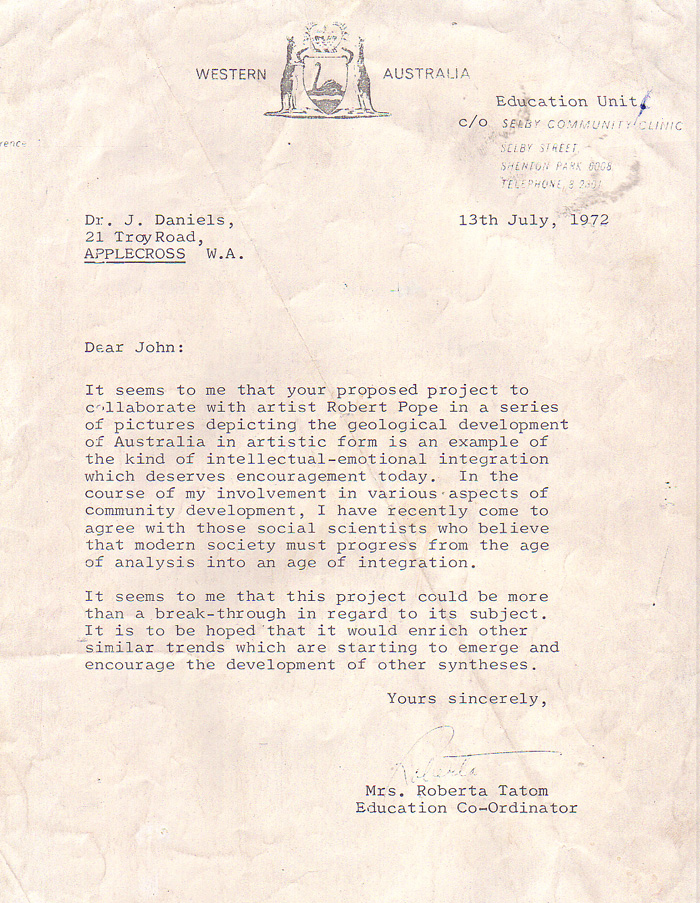 WESTERN AUSTRALIA
Education Unit
c/o SELBY COMMUNITY CLINIC
SELBY STREET,
SHENTON PARK 6008
TELEPHONE
rence
Dr. J. Daniels,
13th July, 1972
21 Troy Road,
APPLECROSS W.A.
Dear John:
It seems to me that your proposed project to
collaborate with artist Robert Pope in a series
of pictures depicting the geological development
of Australia in artistic form is an example of
the kind of intellectual-emotional integration
which deserves encouragement today. In the
course of my involvement in various aspects of
community development, I have recently come to
agree with those social scientists who believe
that modern society must progress from the age
of analysis into an age of integration.
It seems to me that this project could be more
than a break-through in regard to its subject.
It is to be hoped that it would enrich other
similar trends which are starting to emerge and
encourage the development of other syntheses.
Yours sincerely,
Roberta
Mrs. Roberta Tatom
Education Co-Ordinator